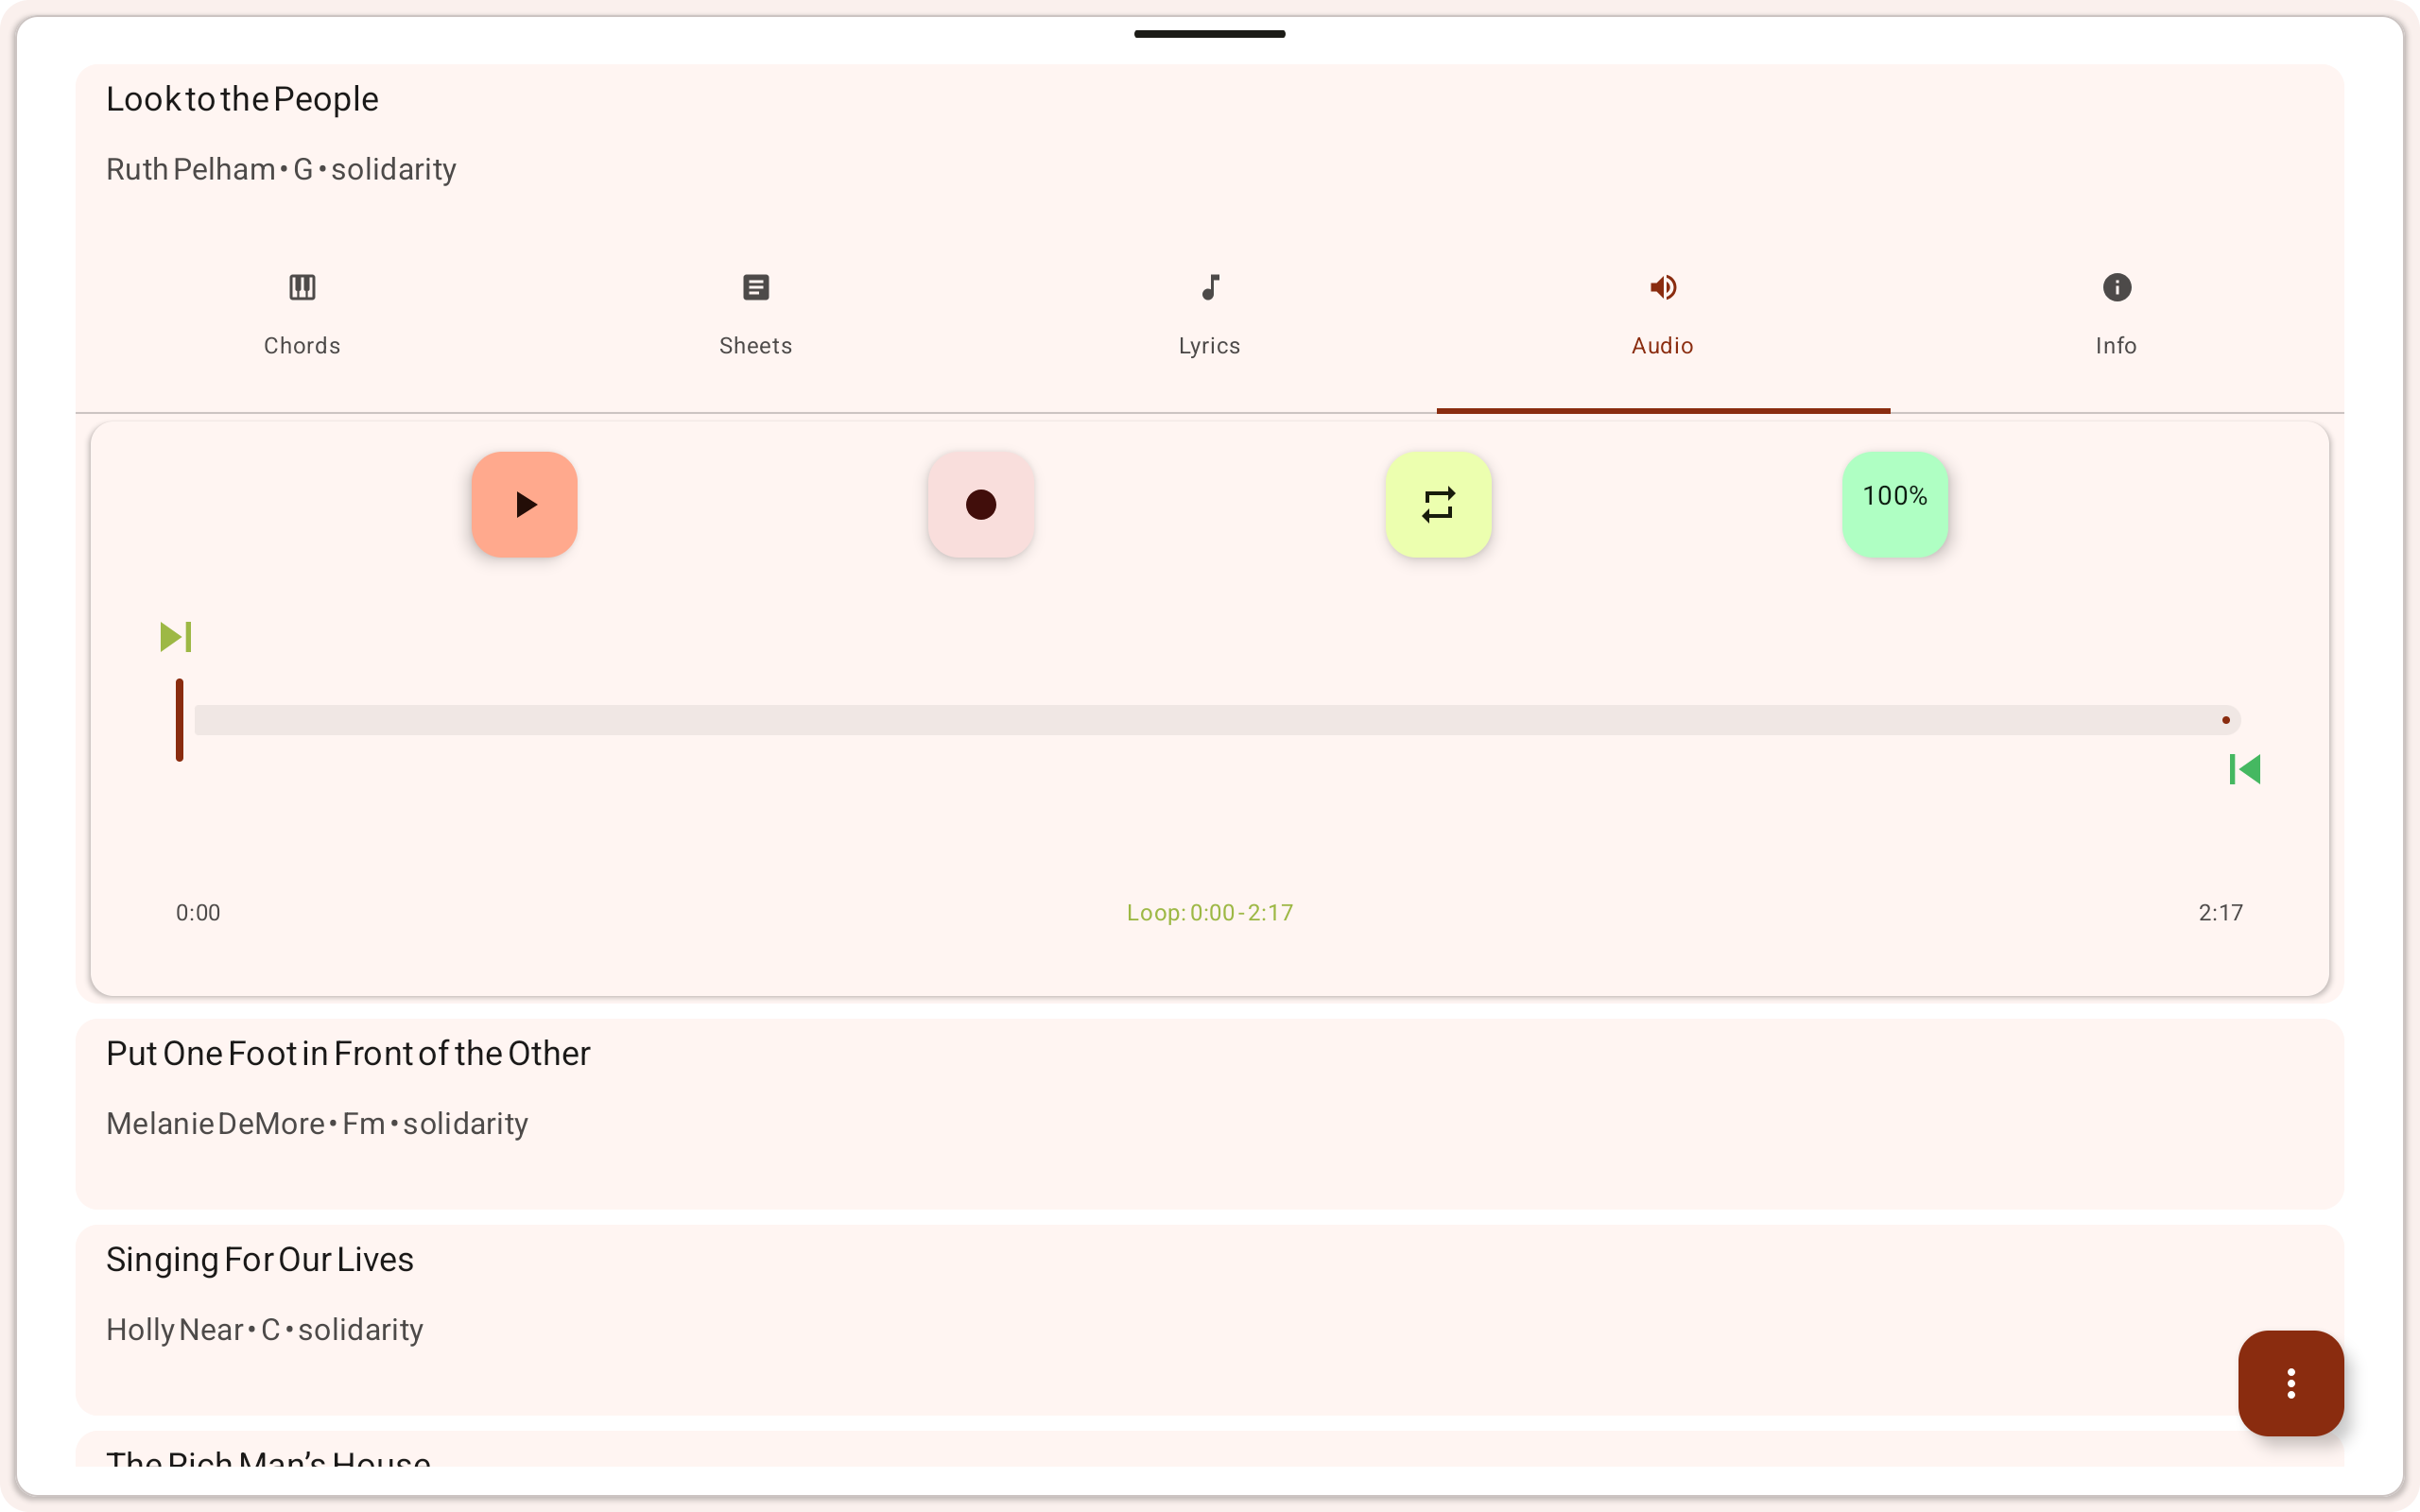 Look to the People
Ruth Pelham • G • solidarity
Chords
Sheets
Lyrics
Audio
Info
100%
0:00
Loop: 0:00 - 2:17
2:17
Put One Foot in Front of the Other
Melanie DeMore • Fm • solidarity
Singing For Our Lives
Holly Near • C • solidarity
The Rich Man’s House